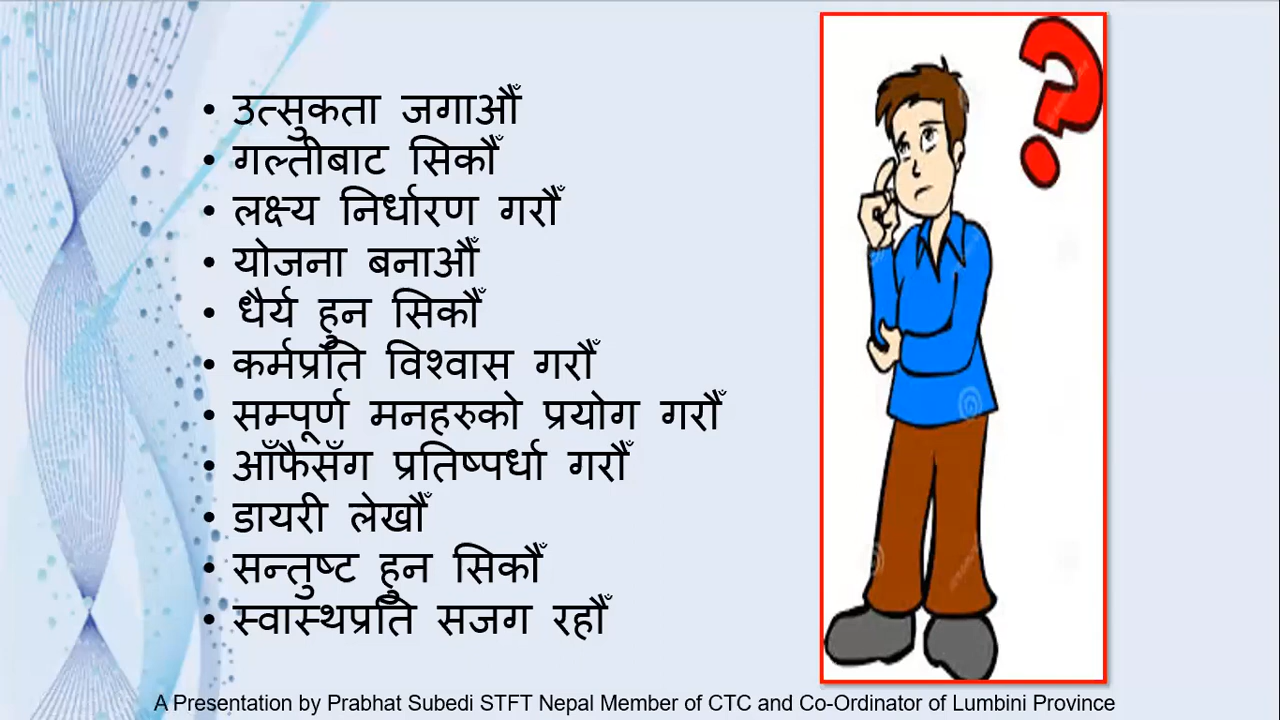 • उत्सुकता जगाऔँ
• गल्तीबाट सिकौँ
• लक्ष्य निर्धारण गरौँ
• योजना बनाऔँ
• धैर्य हुन सिकौँ
• कर्मप्रति विश्वास गरौँ
• सम्पूर्ण मनहरुको प्रयोग गरौँ
• आँफैसँग प्रतिष्पर्धा गरौँ
• डायरी लेखौँ
• सन्तुष्ट हुन सिकौँ
• स्वास्थप्रति सजग रहौँ
?
A Presentation by Prabhat Subedi STFT Nepal Member of CTC and Co-Ordinator of Lumbini Province